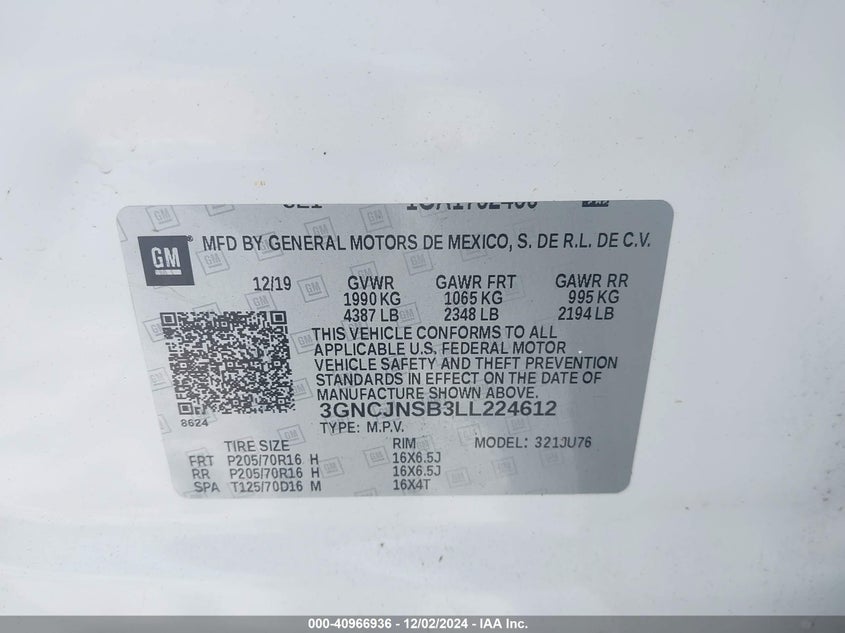 GM ® MFD BY GENERAL MOTORS DE MEXICO, S. DE R.L. DE C.V.
12/19 GVWR GAWR FRT GAWR RR
1990 KG 1065 KG 995 KG
4387 LB 2348 LB 2194 LB
THIS VEHICLE CONFORMS TO ALL
APPLICABLE U.S. FEDERAL MOTOR
VEHICLE SAFETY AND THEFT PREVENTION
STANDARDS IN EFFECT ON THE DATE OF
MANUFACTURE SHOWN ABOVE.
3GNCJNSB3LL224612
8624
TYPE: M.P.V. MODEL: 321JU76
TIRE SIZE RIM
FRT P205/70R16 H 16X6.5J
RR P205/70R16 H 16X6.5J
SPA T125/70D16 M 16X4T
000-40966936 - 12/02/2024 - IAA Inc.